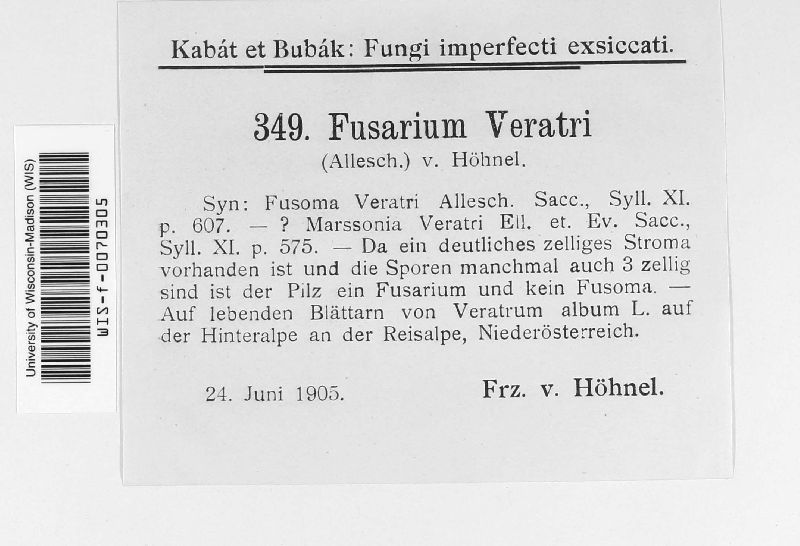 Kabát et Bubák: Fungi imperfecti exsiccati.
349. Fusarium Veratri
(Allesch.) v. Höhnel.
Syn: Fusoma Veratri Allesch. Sacc., Syll. XI.
p. 607. — ? Marssonia Veratri Ell. et. Ev. Sacc.,
Syll. XI. p. 575. — Da ein deutliches zelliges Stroma
vorhanden ist und die Sporen manchmal auch 3 zellig
sind ist der Pilz ein Fusarium und kein Fusoma. —
Auf lebenden Blättarn von Veratrum album L. auf
der Hinteralpe an der Reisalpe, Niederösterreich.
24. Juni 1905.
Frz. v. Höhnel.
University of Wisconsin-Madison (WIS)
WIS-f-0070305